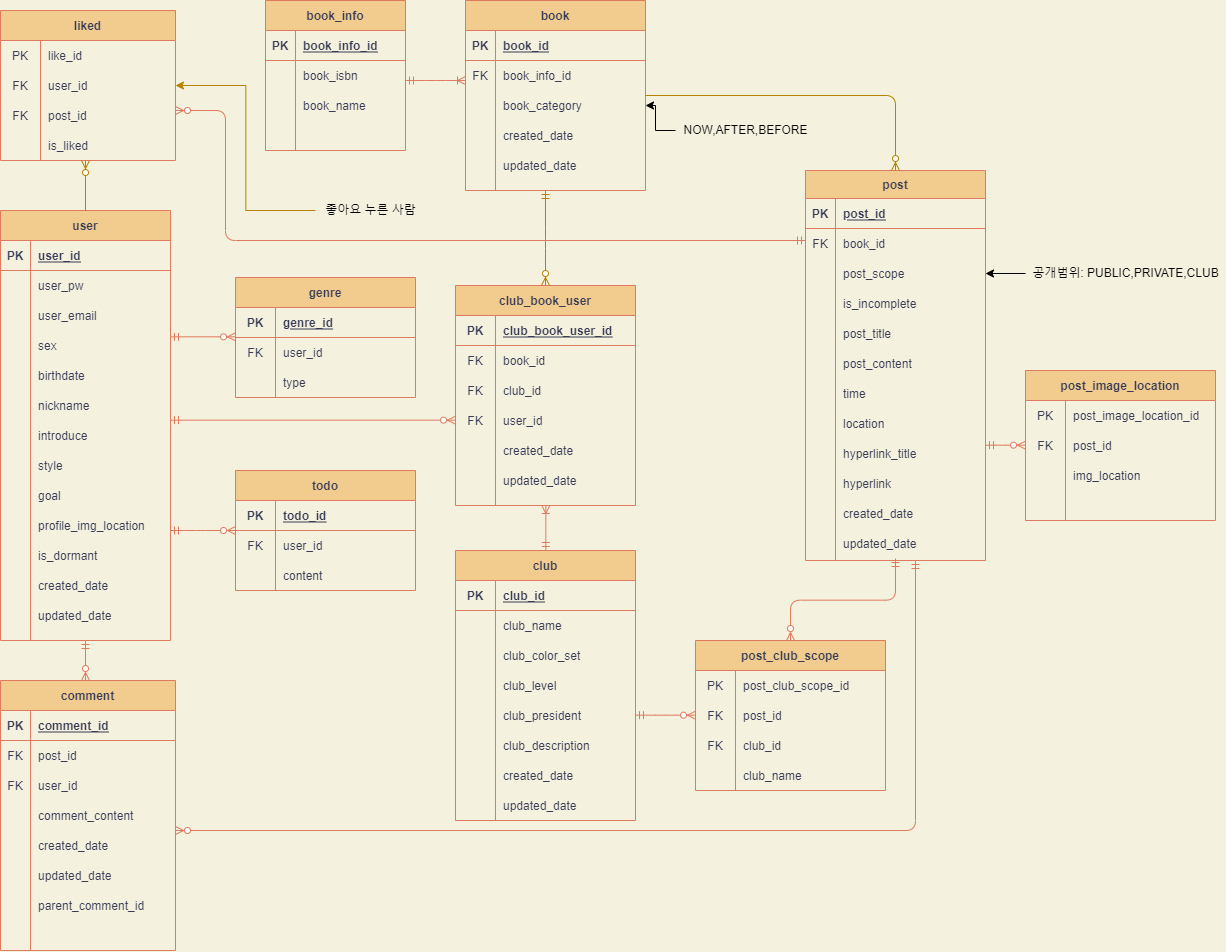 liked
PK like_id
FK user_id
FK post_id
is_liked
book_info
PK book_info_id
book_isbn
book_name
book
PK book_id
FK book_info_id
book_category
created_date
updated_date
NOW,AFTER,BEFORE
좋아요 누른 사람
user
PK user_id
user_pw
user_email
sex
birthdate
nickname
introduce
style
goal
profile_img_location
is_dormant
created_date
updated_date
genre
PK genre_id
FK user_id
type
club_book_user
PK club_book_user_id
FK book_id
FK club_id
FK user_id
created_date
updated_date
post
PK post_id
FK book_id
post_scope
is_incomplete
post_title
post_content
time
location
hyperlink_title
hyperlink
created_date
updated_date
공개범위: PUBLIC,PRIVATE,CLUB
post_image_location
PK post_image_location_id
FK post_id
img_location
todo
PK todo_id
FK user_id
content
club
PK club_id
club_name
club_color_set
club_level
club_president
club_description
created_date
updated_date
post_club_scope
PK post_club_scope_id
FK post_id
FK club_id
club_name
comment
PK comment_id
FK post_id
FK user_id
comment_content
created_date
updated_date
parent_comment_id